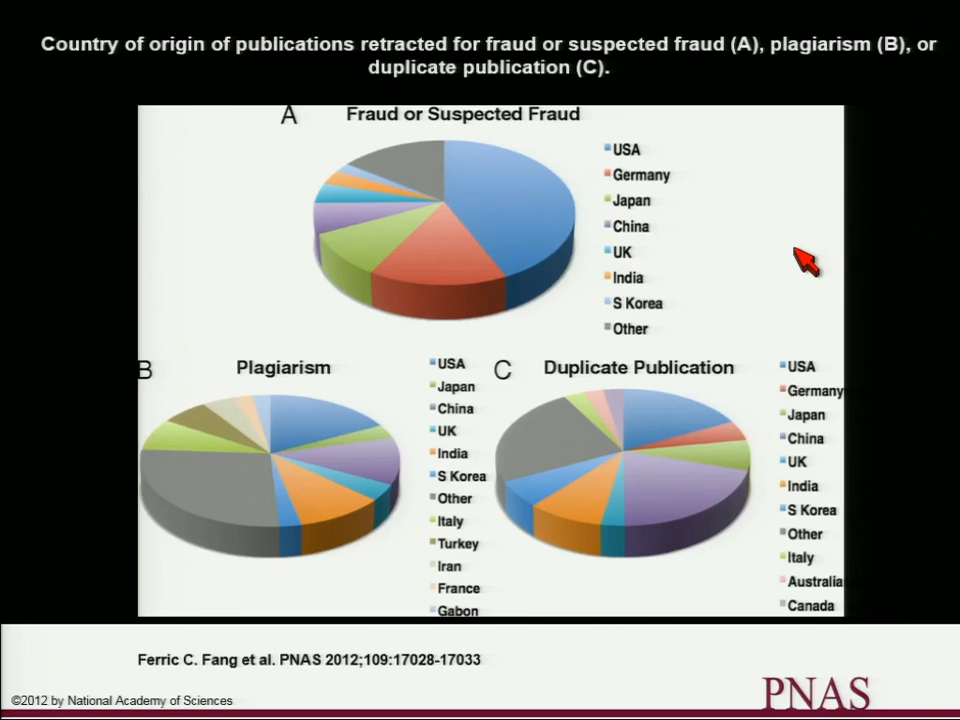 Country of origin of publications retracted for fraud or suspected fraud (A), plagiarism (B), or
duplicate publication (C).
A
Fraud or Suspected Fraud
USA
Germany
Japan
China
UK
India
S Korea
Other
B
Plagiarism
USA
Japan
China
UK
India
S Korea
Other
Italy
Turkey
Iran
France
Gabon
C
Duplicate Publication
USA
Germany
Japan
China
UK
India
S Korea
Other
Italy
Australia
Canada
Ferric C. Fang et al. PNAS 2012;109:17028-17033
©2012 by National Academy of Sciences
PNAS